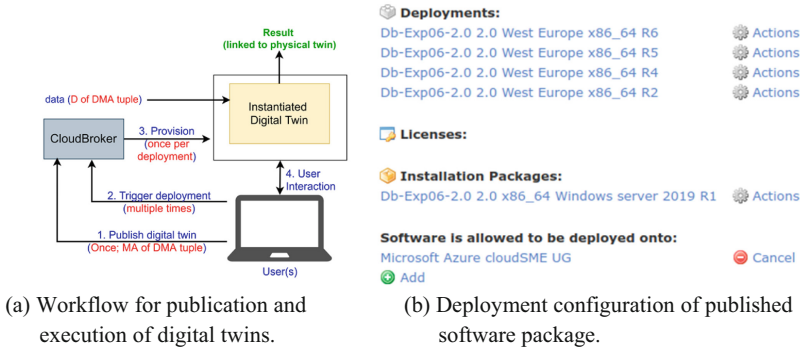 Result
(linked to physical twin)
data (D of DMA tuple)
Instantiated
Digital Twin
CloudBroker
3. Provision
(once per
deployment)
4. User
Interaction
2. Trigger deployment
(multiple times)
1. Publish digital twin
(Once; MA of DMA tuple)
User(s)
(a) Workflow for publication and
execution of digital twins.
Deployments:
Db-Exp06-2.0 2.0 West Europe x86_64 R6 Actions
Db-Exp06-2.0 2.0 West Europe x86_64 R5 Actions
Db-Exp06-2.0 2.0 West Europe x86_64 R4 Actions
Db-Exp06-2.0 2.0 West Europe x86_64 R2 Actions
Licenses:
Installation Packages:
Db-Exp06-2.0 2.0 x86_64 Windows server 2019 R1 Actions
Software is allowed to be deployed onto:
Microsoft Azure cloudSME UG Cancel
Add
(b) Deployment configuration of published
software package.